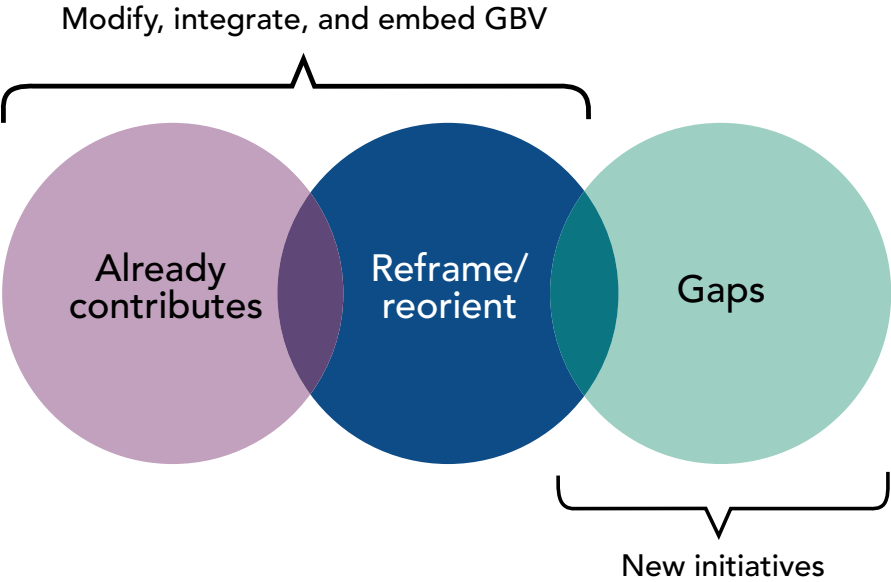 Modify, integrate, and embed GBV
Already
contributes
Reframe/
reorient
Gaps
New initiatives